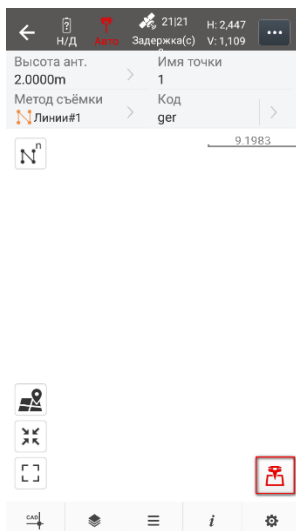 21|21 H: 2,447
Н/Д Авто Задержка(с) V: 1,109
Высота ант. Имя точки
2.0000m 1
Метод съёмки Код
Линии#1 ger
9.1983
N n
CAD
i